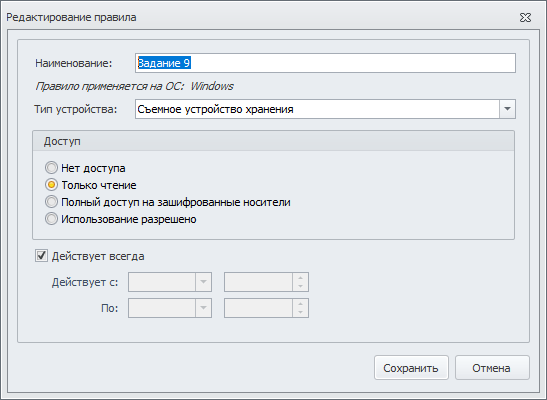 Редактирование правила
Наименование: Задание 9
Правило применяется на ОС: Windows
Тип устройства: Съемное устройство хранения
Доступ
Нет доступа
Только чтение
Полный доступ на зашифрованные носители
Использование разрешено
Действует всегда
Действует с:
По:
Сохранить Отмена